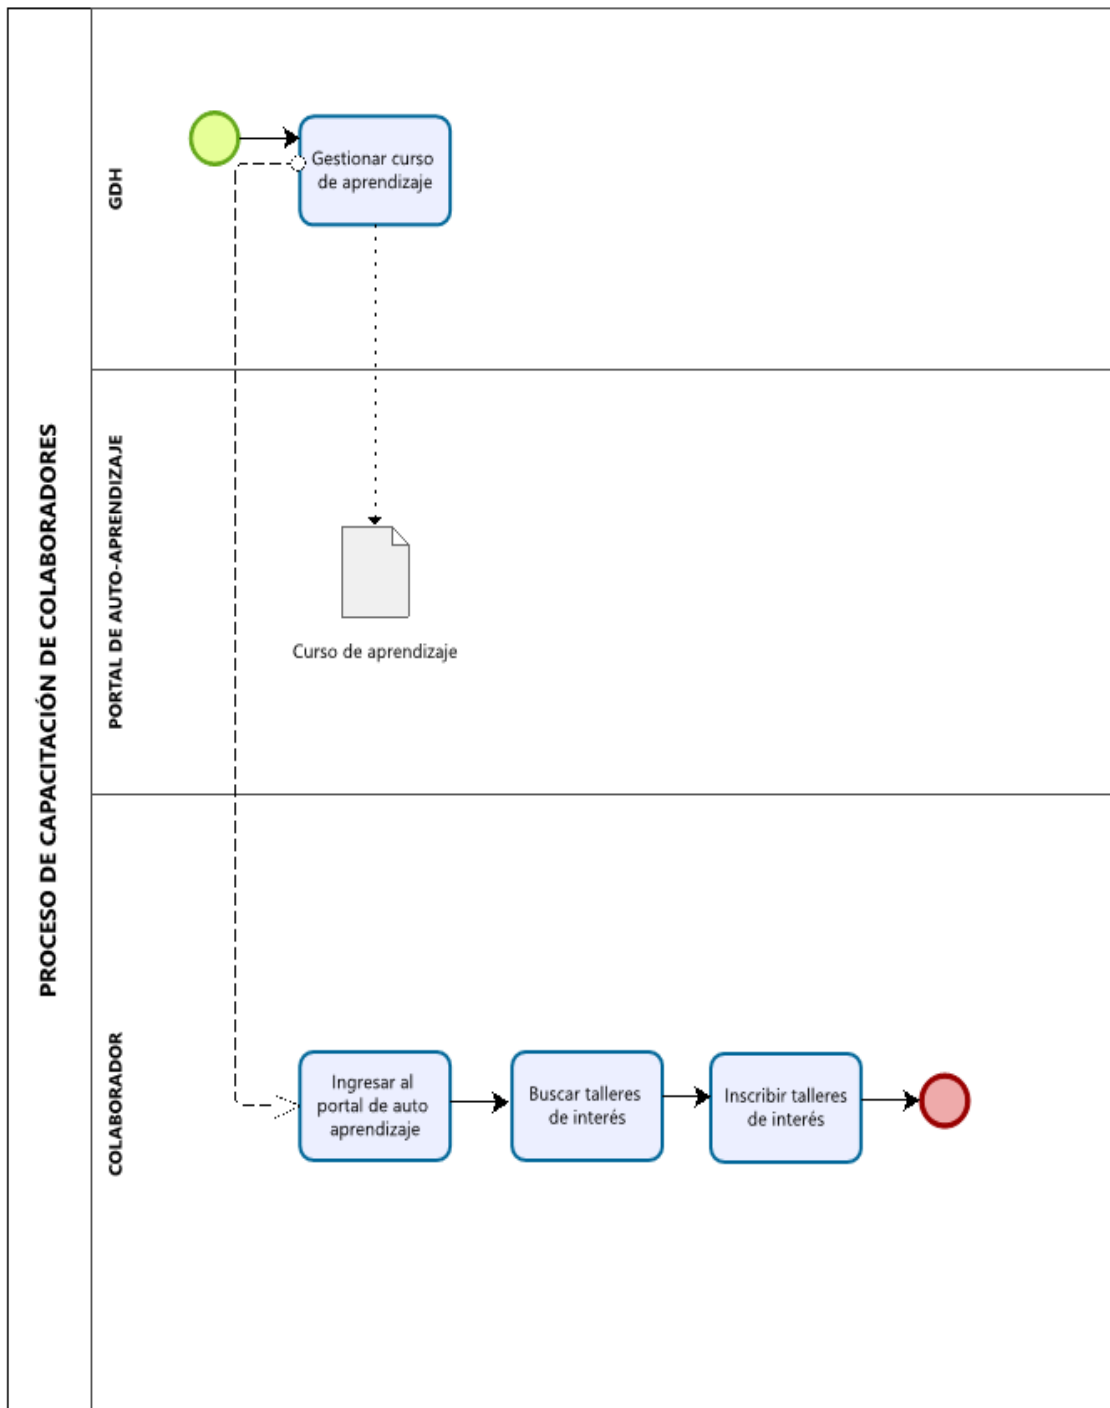 PROCESO DE CAPACITACIÓN DE COLABORADORES
GDH
Gestionar curso
de aprendizaje
PORTAL DE AUTO-APRENDIZAJE
Curso de aprendizaje
COLABORADOR
Ingresar al
portal de auto
aprendizaje
Buscar talleres
de interés
Inscribir talleres
de interés